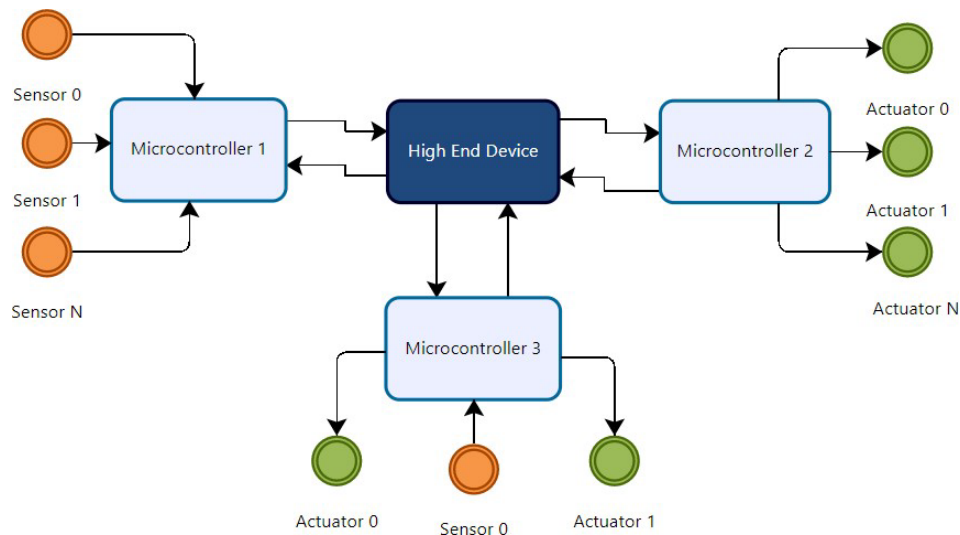 Sensor 0
Sensor 1
Sensor N
Microcontroller 1
High End Device
Microcontroller 2
Actuator 0
Actuator 1
Actuator N
Microcontroller 3
Actuator 0
Sensor 0
Actuator 1